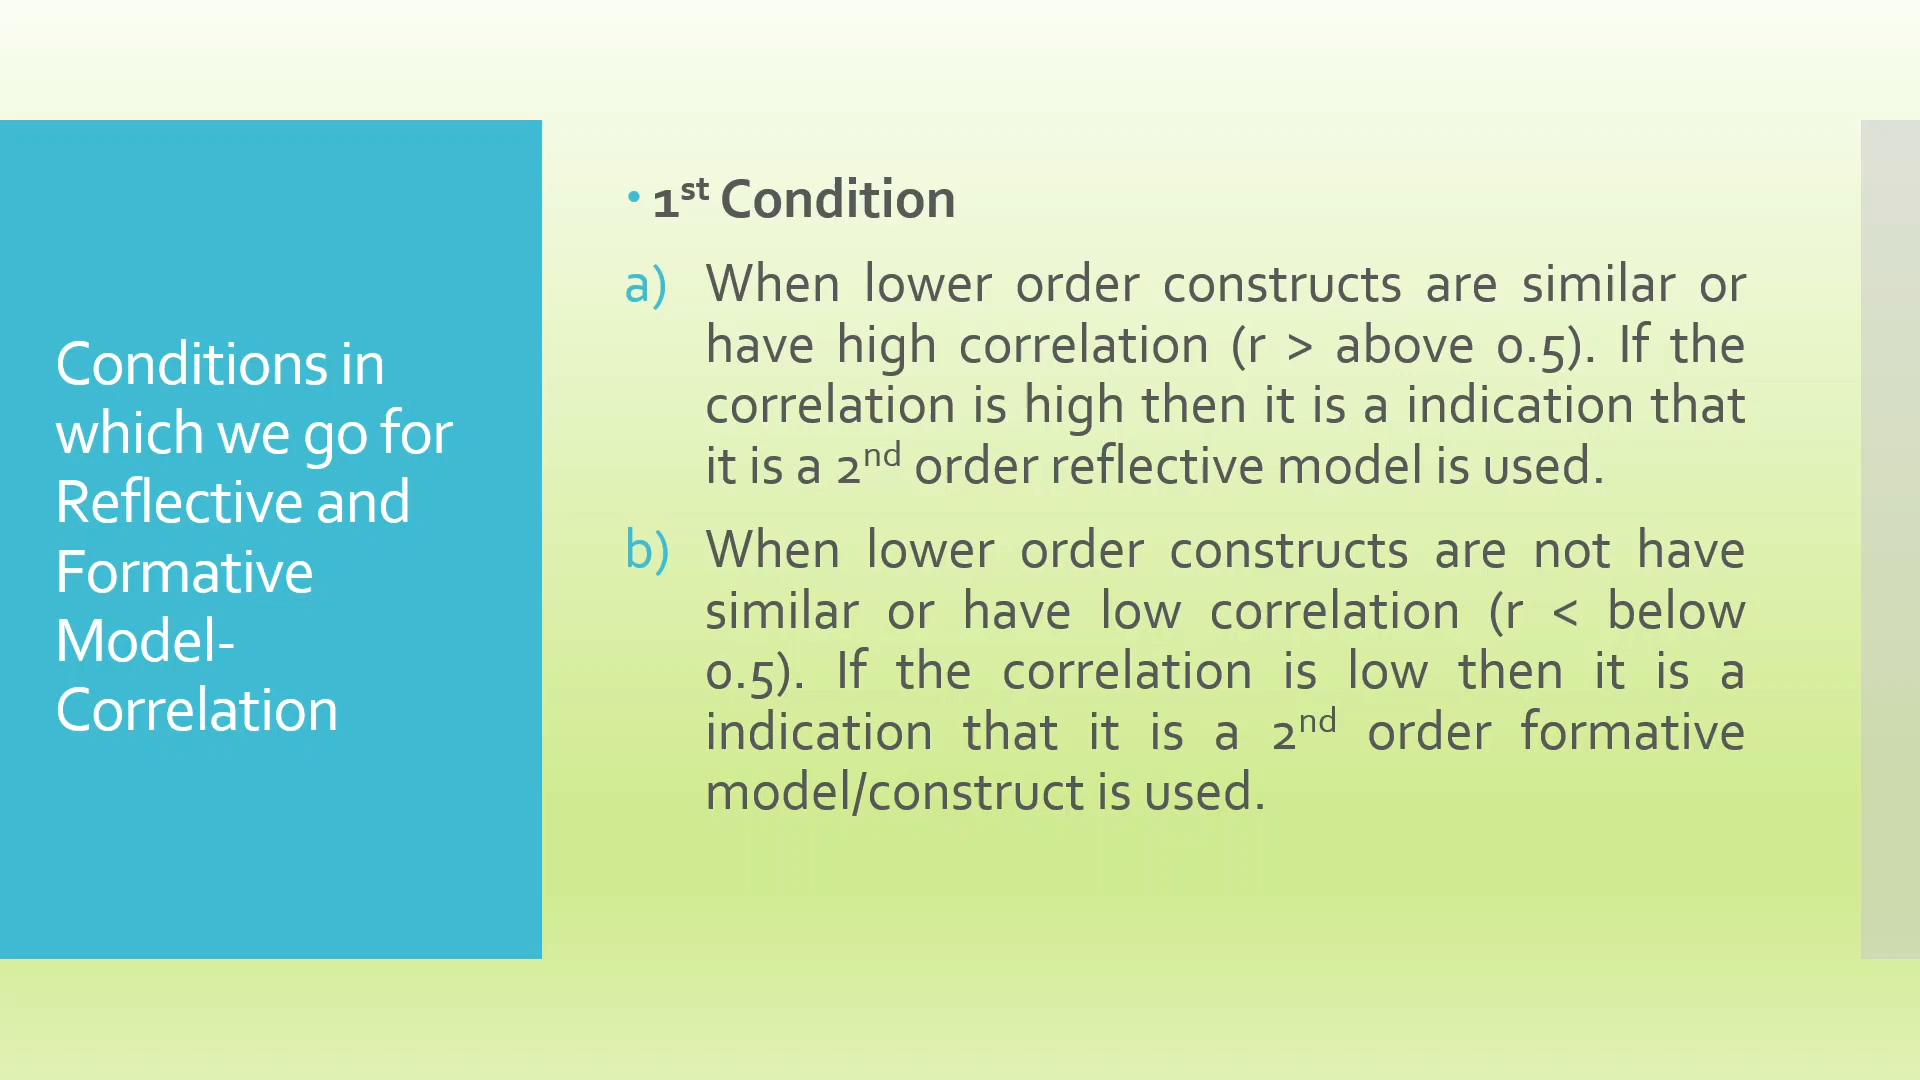 Conditions in
which we go for
Reflective and
Formative
Model-
Correlation
• 1st Condition
a) When lower order constructs are similar or
have high correlation (r > above 0.5). If the
correlation is high then it is a indication that
it is a 2nd order reflective model is used.
b) When lower order constructs are not have
similar or have low correlation (r < below
0.5). If the correlation is low then it is a
indication that it is a 2nd order formative
model/construct is used.